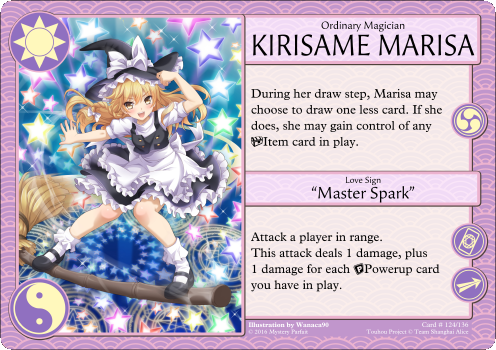 Ordinary Magician
KIRISAME MARISA
During her draw step, Marisa may
choose to draw one less card. If she
does, she may gain control of any
Item card in play.
Love Sign
“Master Spark”
Attack a player in range.
This attack deals 1 damage, plus
1 damage for each Powerup card
you have in play.
Illustration by Wanaca90
© 2016 Mystery Parfait
Card # 124/136
Touhou Project © Team Shanghai Alice